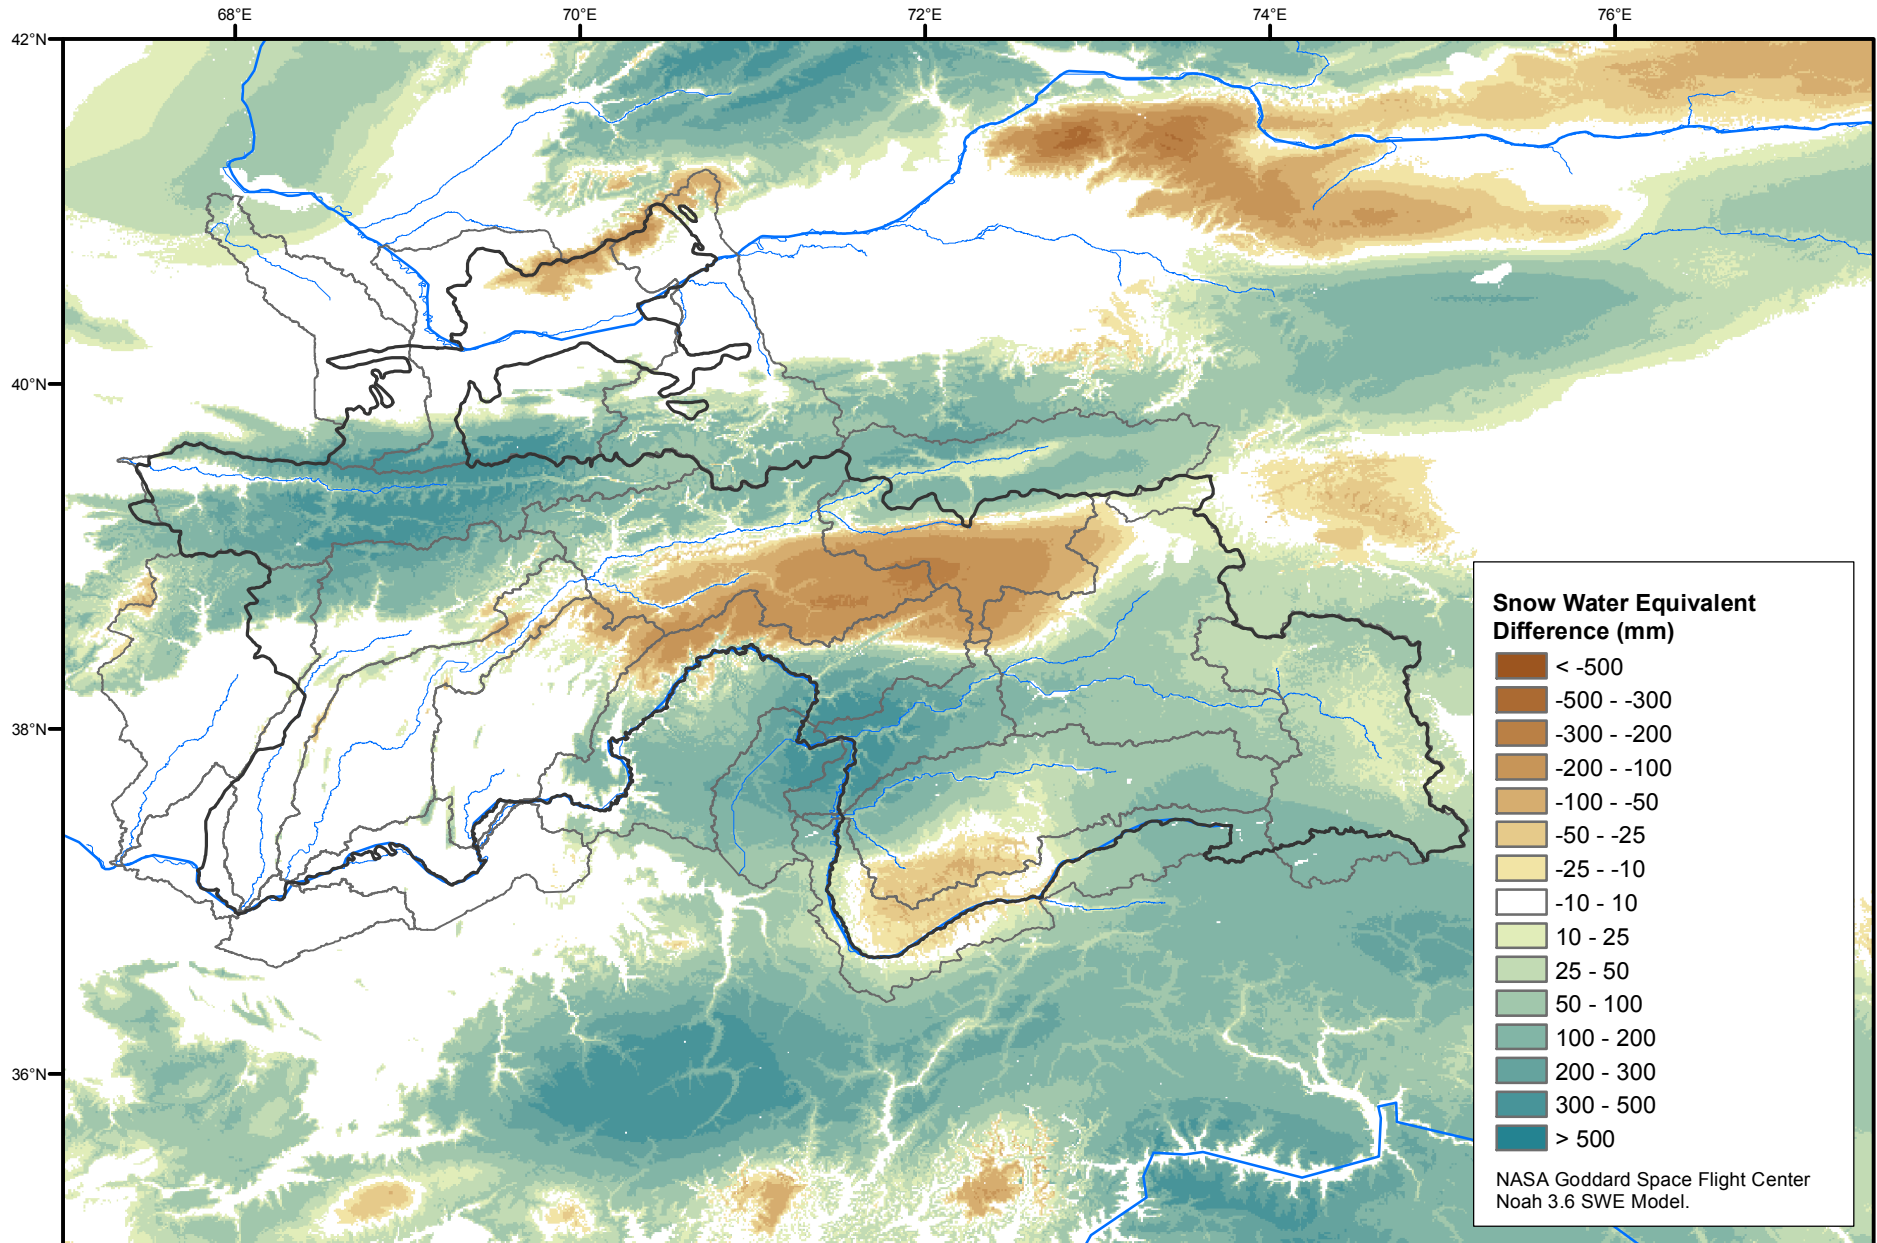 68°E 70°E 72°E 74°E 76°E
42°N
40°N
38°N
36°N
Snow Water Equivalent
Difference (mm)
< -500
-500 - -300
-300 - -200
-200 - -100
-100 - -50
-50 - -25
-25 - -10
-10 - 10
10 - 25
25 - 50
50 - 100
100 - 200
200 - 300
300 - 500
> 500
NASA Goddard Space Flight Center
Noah 3.6 SWE Model.